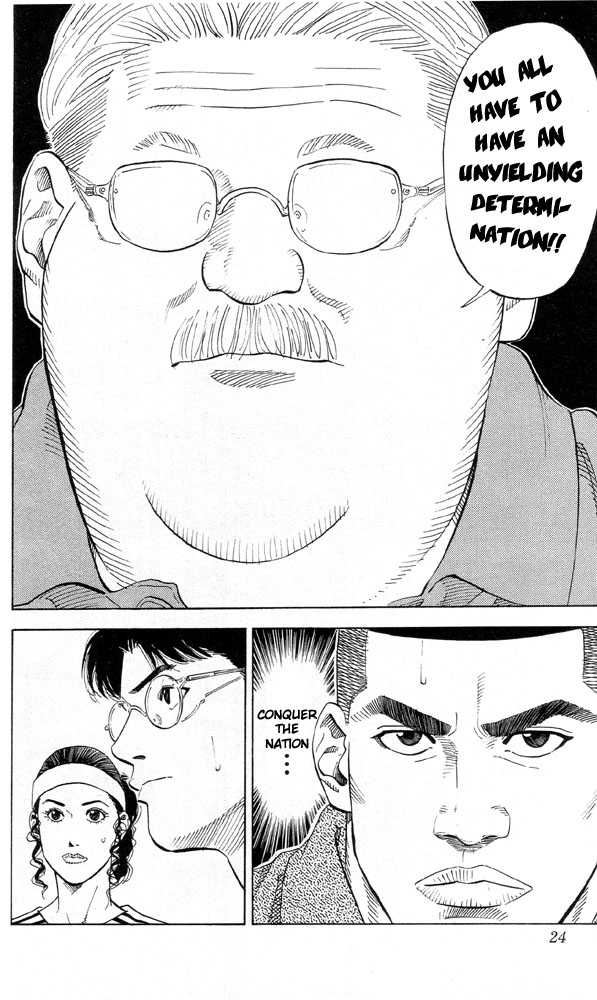 YOU ALL
HAVE TO
HAVE AN
UNYIELDING
DETERMI-
NATION!!
CONQUER
THE
NATION
...
24